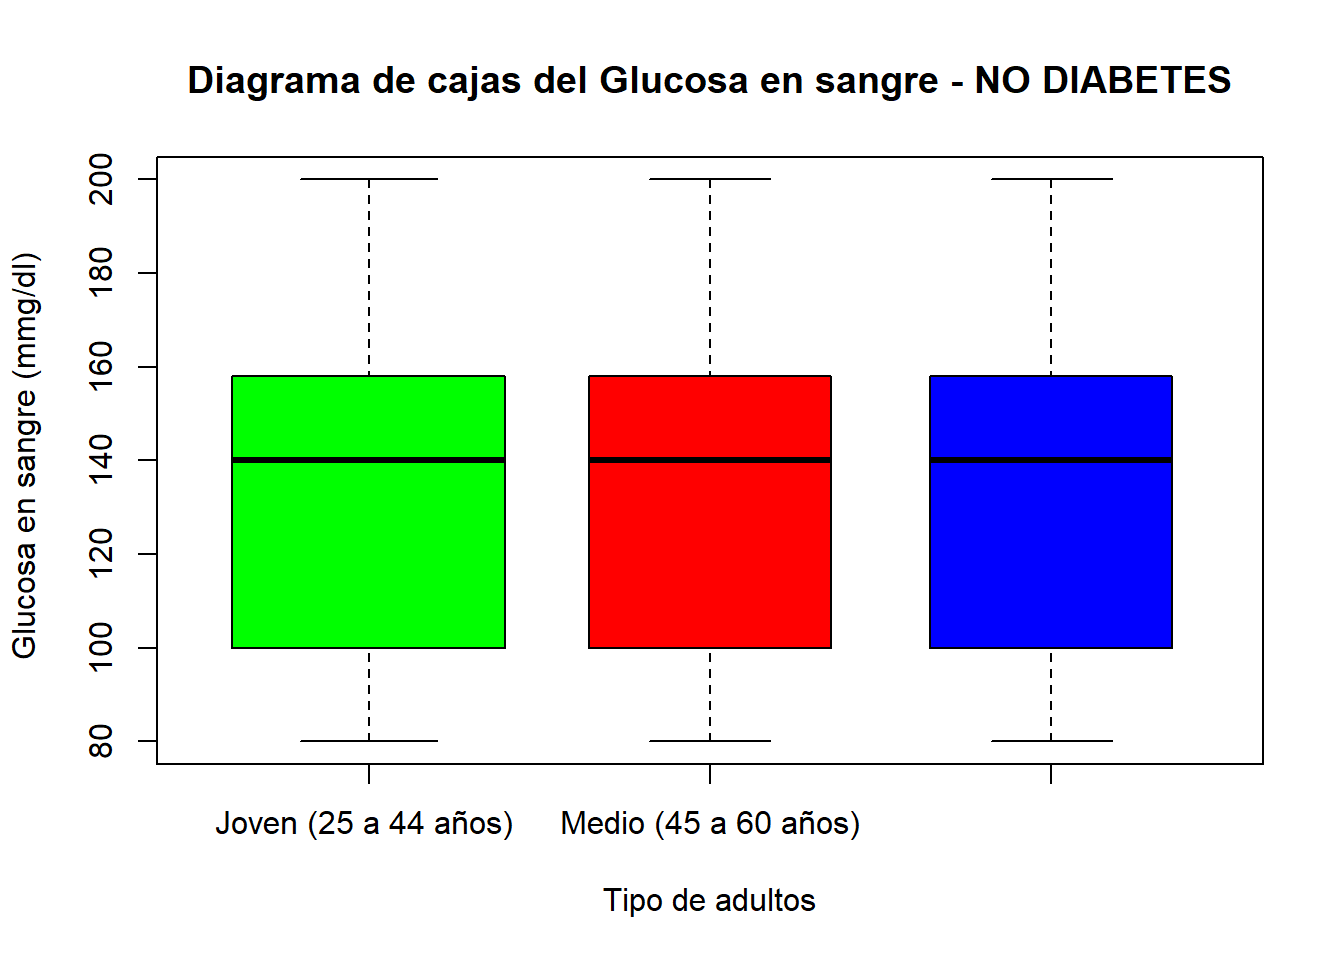 Diagrama de cajas del Glucosa en sangre - NO DIABETES
Glucosa en sangre (mmg/dl)
200
180
160
140
120
100
80
Joven (25 a 44 años) Medio (45 a 60 años)
Tipo de adultos